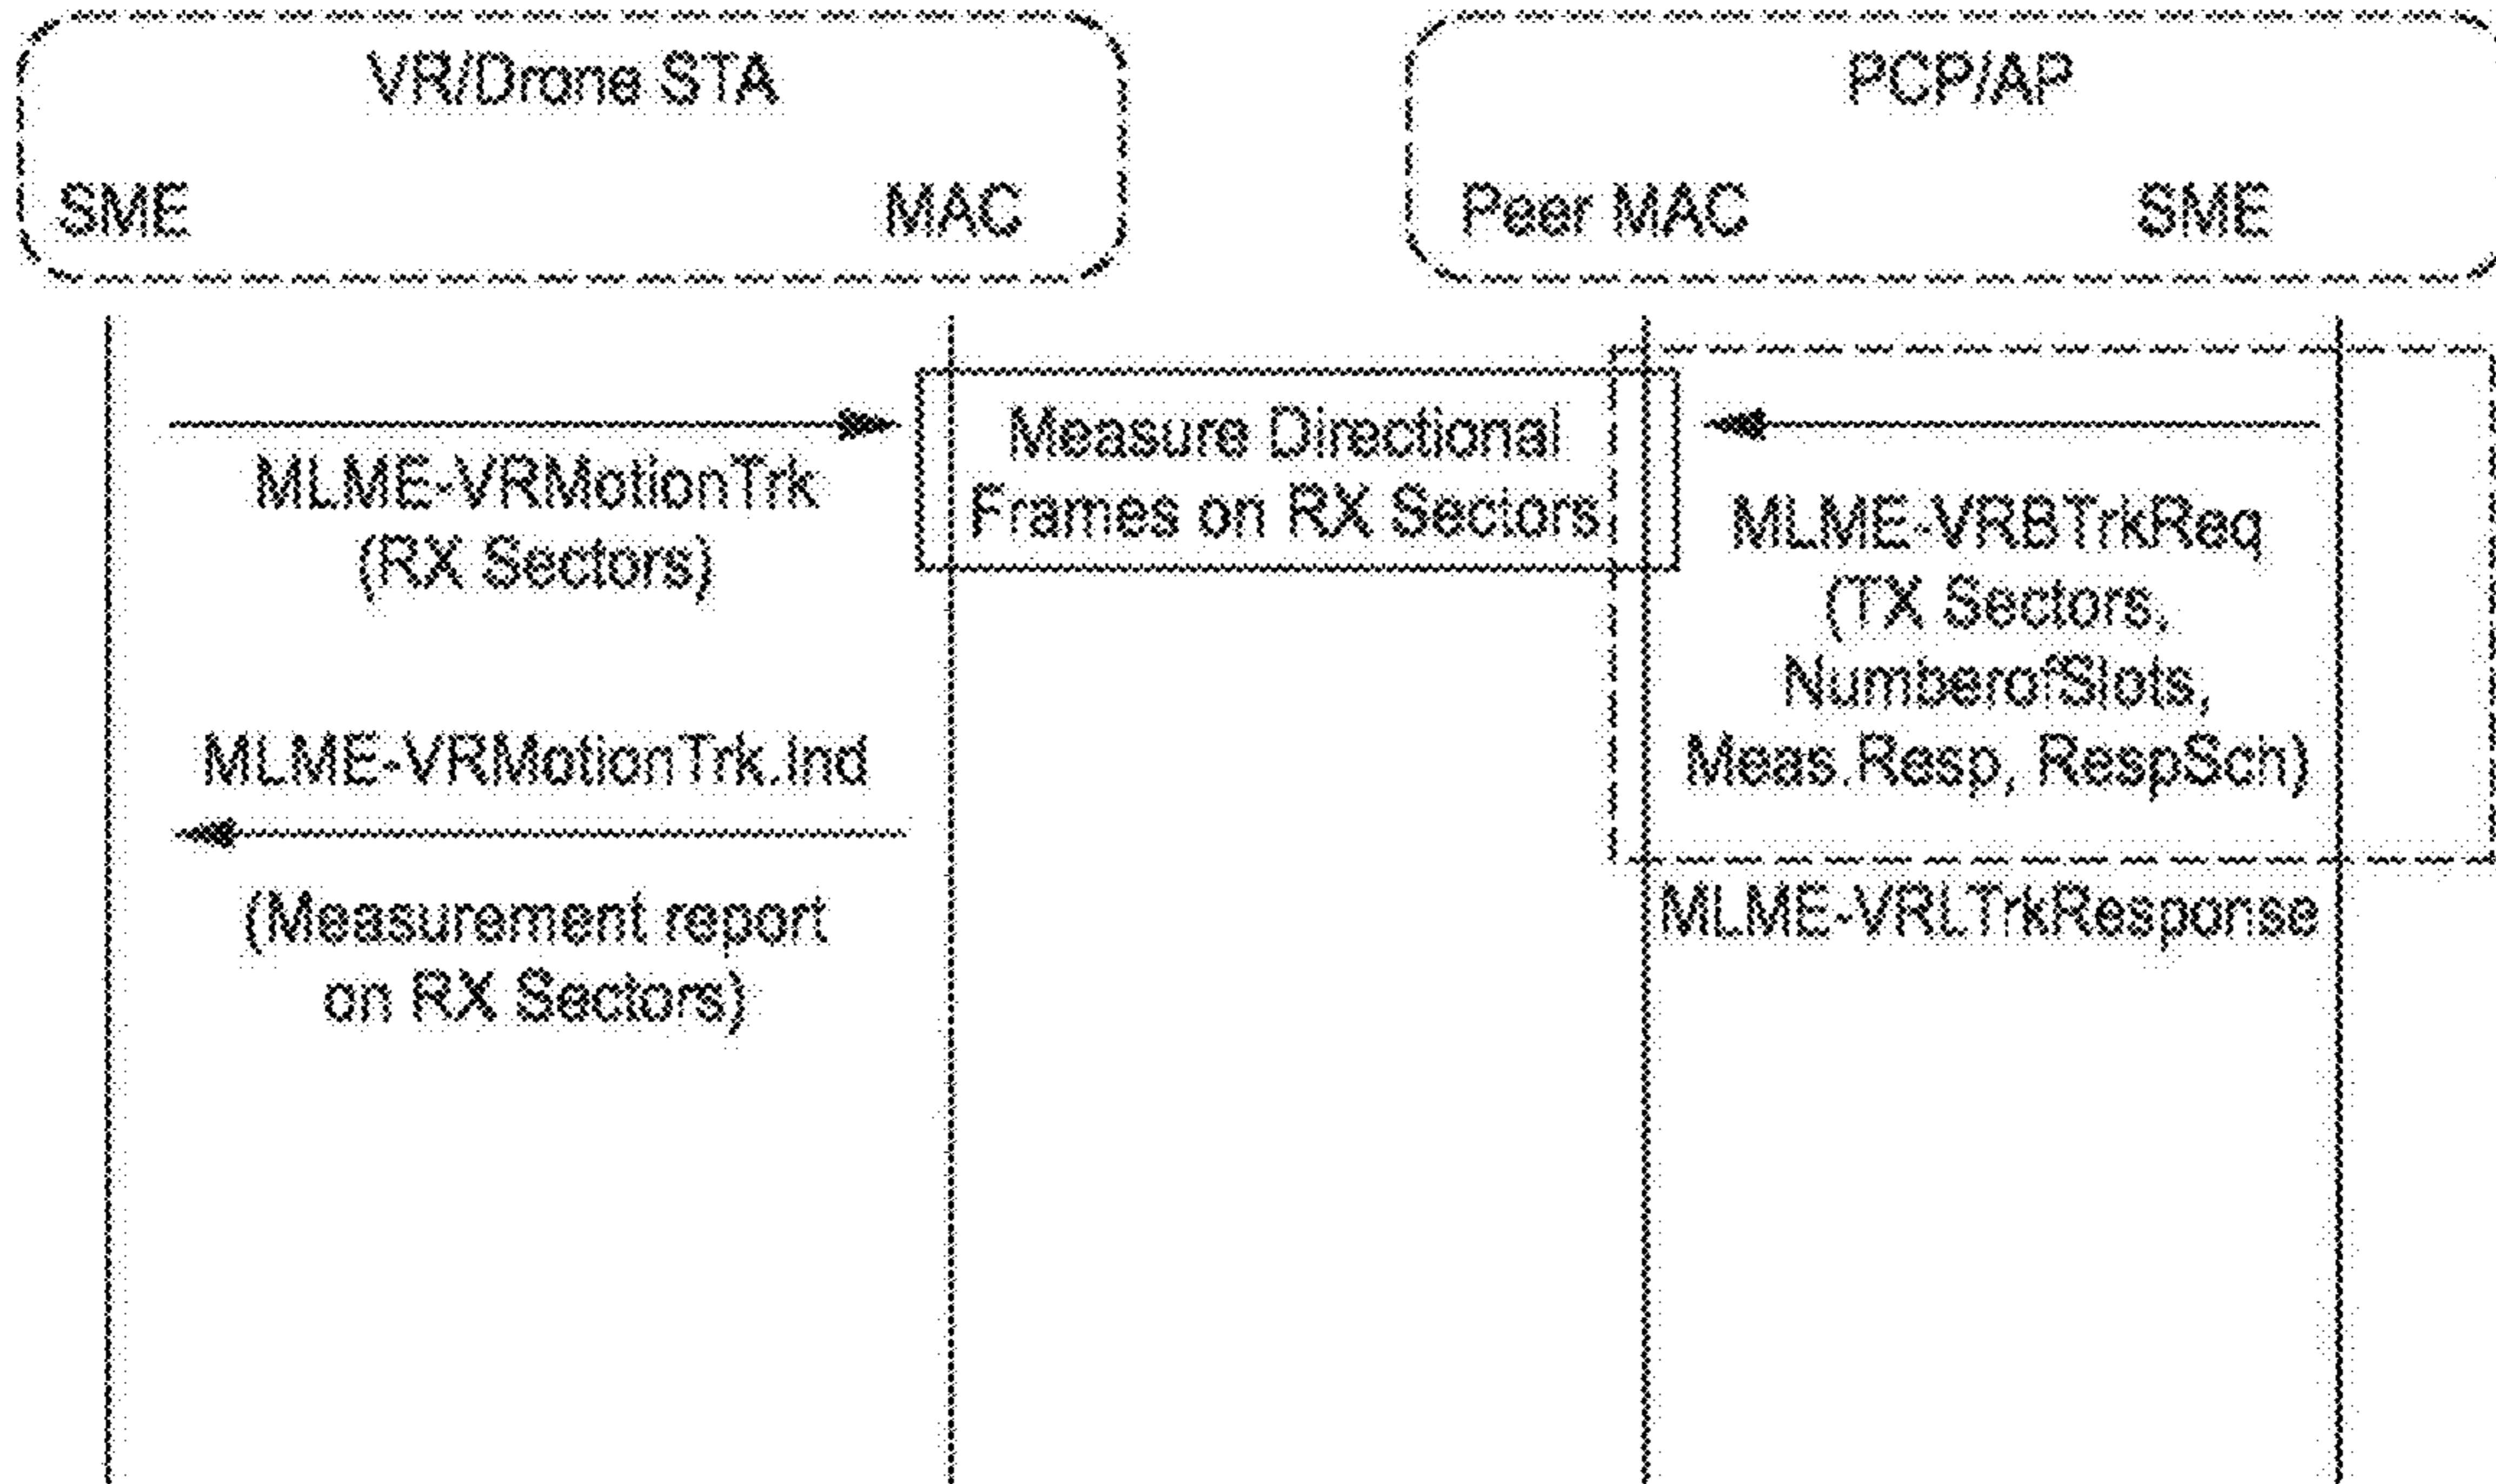 VR/Drone STA
SME MAC
PCP/AP
Peer MAC SME
MLME-VRMotionTrk
(RX Sectors)
Measure Directional
Frames on RX Sectors
MLME-VRBTrkReq
(TX Sectors,
NumberofSlots,
Meas.Resp, RespSch)
MLME-VRMotionTrk.Ind
(Measurement report
on RX Sectors)
MLME-VRLTrkResponse